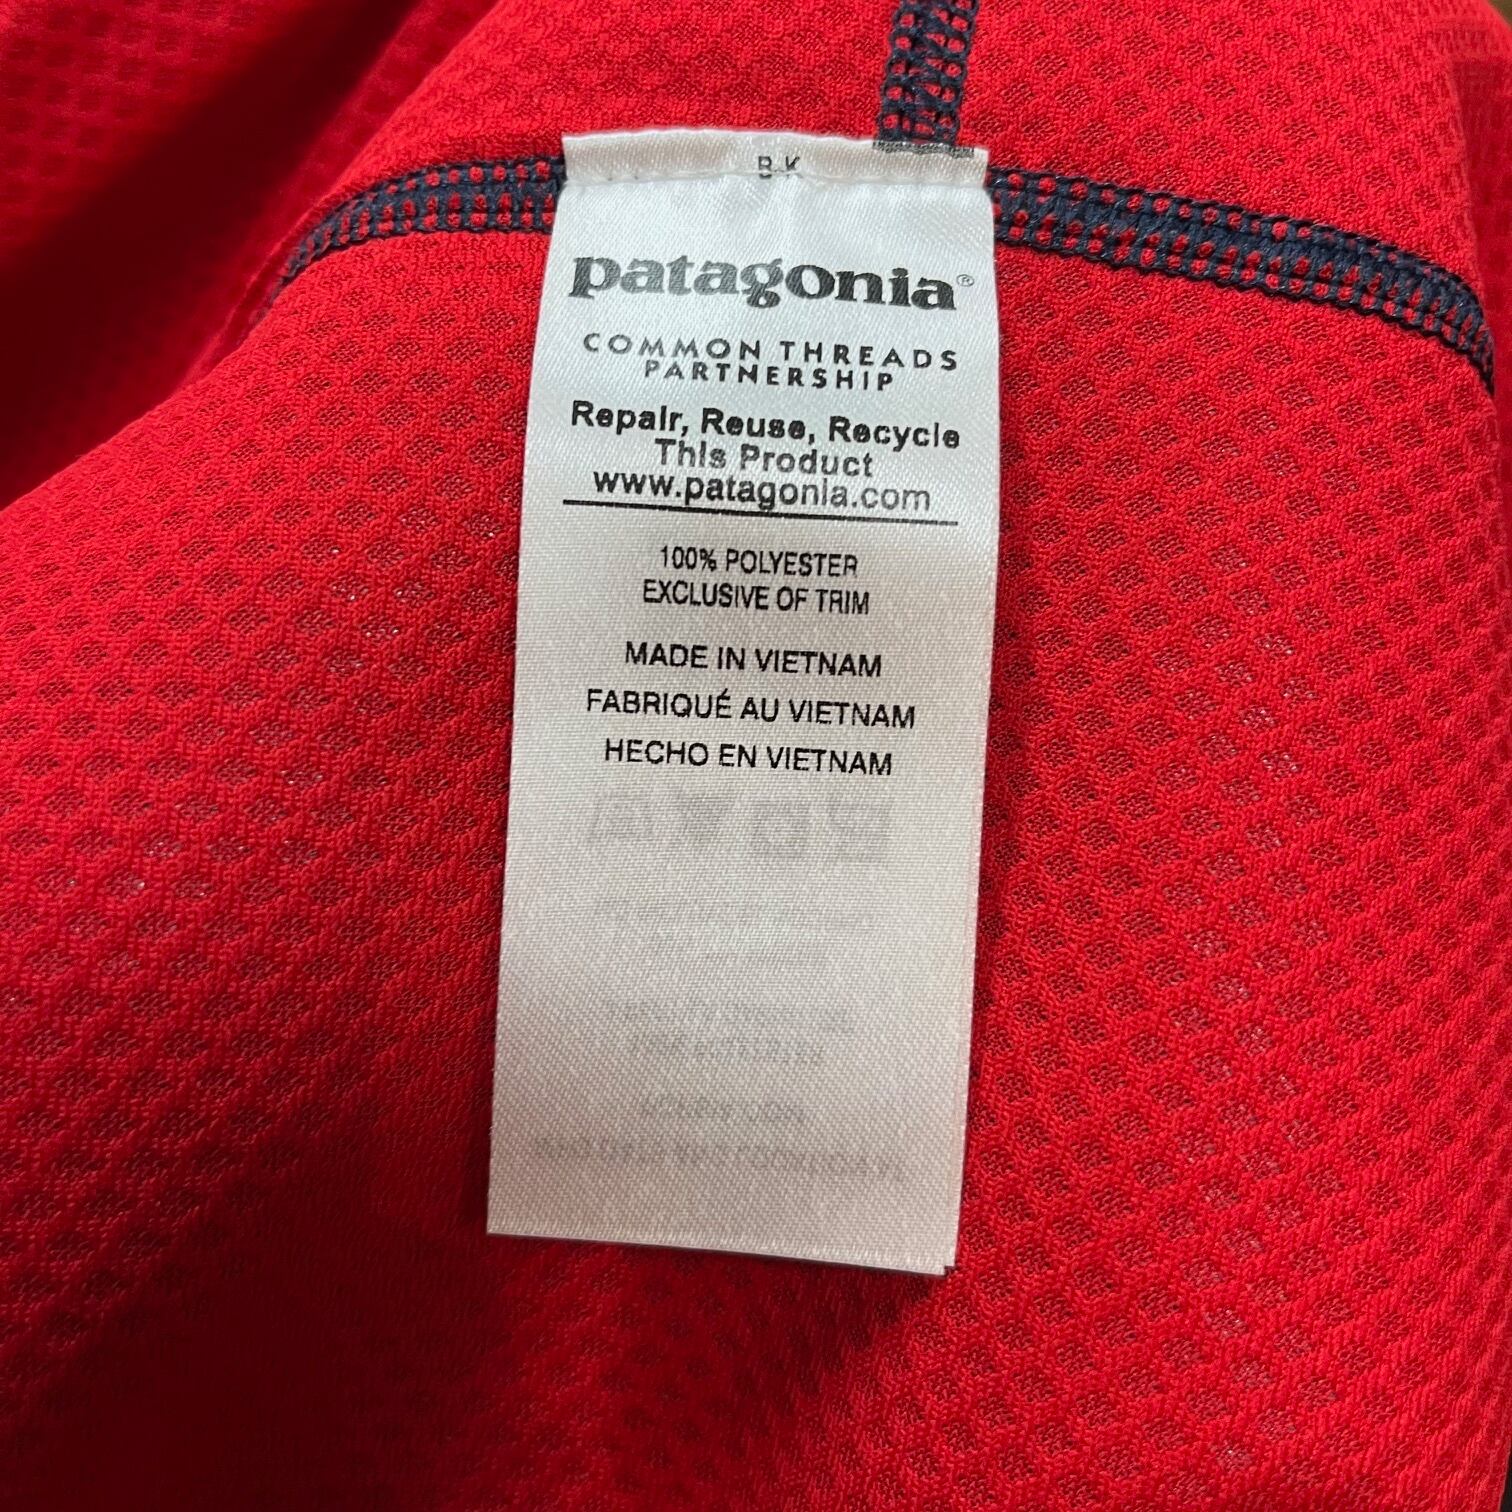 B.K
patagonia®
COMMON THREADS
PARTNERSHIP
Repair, Reuse, Recycle
This Product
www.patagonia.com
100% POLYESTER
EXCLUSIVE OF TRIM
MADE IN VIETNAM
FABRIQUÉ AU VIETNAM
HECHO EN VIETNAM